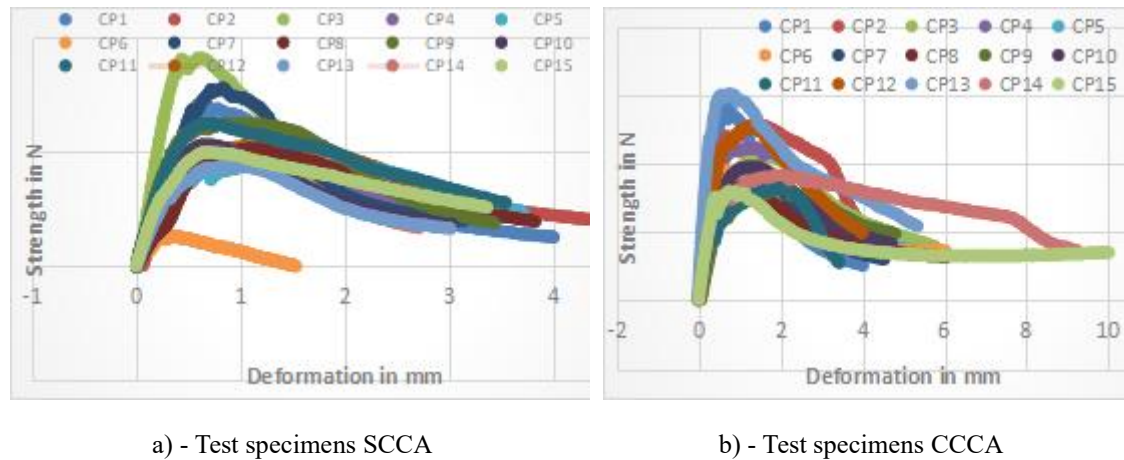 CP1 CP2 CP3 CP4 CP5
CP6 CP7 CP8 CP9 CP10
CP11 CP12 CP13 CP14 CP15
Strength in N
-1 0 1 2 3 4
Deformation in mm
a) - Test specimens SCCA
CP1 CP2 CP3 CP4 CP5
CP6 CP7 CP8 CP9 CP10
CP11 CP12 CP13 CP14 CP15
Strength in N
-2 0 2 4 6 8 10
Deformation in mm
b) - Test specimens CCCA